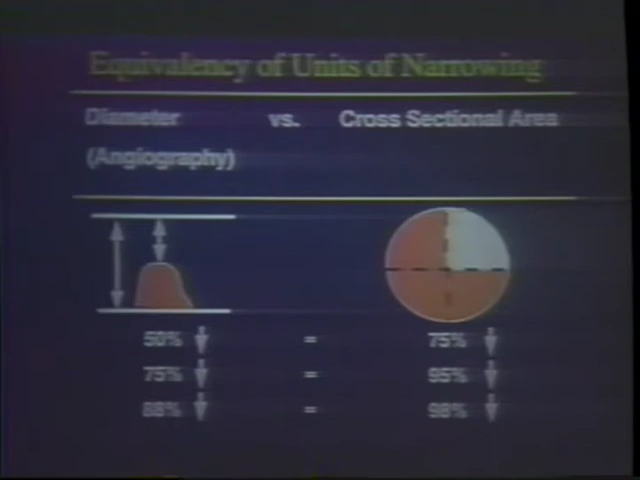 Equivalency of Units of Narrowing
Diameter vs. Cross Sectional Area
(Angiography)
50% = 75%
75% = 95%
88% = 98%